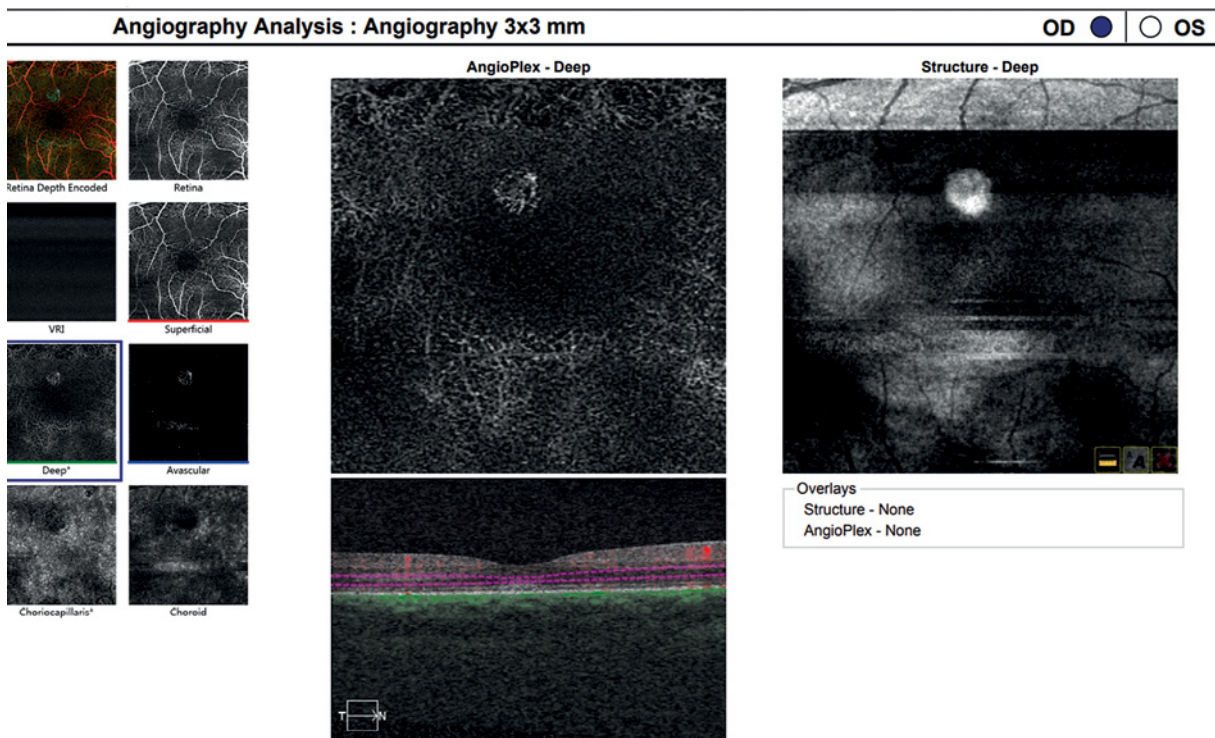 Angiography Analysis : Angiography 3x3 mm
OD OS
AngioPlex - Deep
Structure - Deep
Retina Depth Encoded
Retina
VRI
Superficial
Deep*
Avascular
Choriocapillaris*
Choroid
Overlays
Structure - None
AngioPlex - None
T N